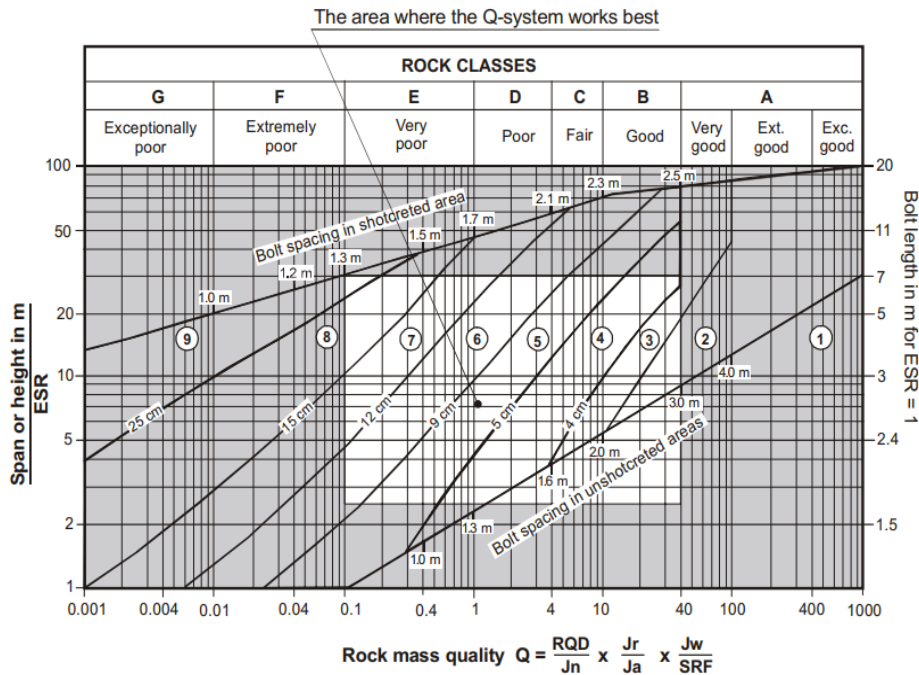 The area where the Q-system works best
ROCK CLASSES
G F E D C B A
Exceptionally poor Extremely poor Very poor Poor Fair Good Very good Ext. good Exc. good
100 50 20 10 5 2 1
Span or height in m
ESR
20 11 7 5 3 2.4 1.5
Bolt length in m for ESR = 1
Bolt spacing in shotcreted area
1.0 m 1.2 m 1.3 m 1.5 m 1.7 m 2.1 m 2.3 m 2.5 m
9 8 7 6 5 4 3 2 1
25 cm 15 cm 12 cm 9 cm 5 cm 4 cm
1.0 m 1.3 m 1.6 m 20 m 30 m 4.0 m
Bolt spacing in unshotcreted areas
0.001 0.004 0.01 0.04 0.1 0.4 1 4 10 40 100 400 1000
Rock mass quality Q = RQD/Jn x Jr/Ja x Jw/SRF